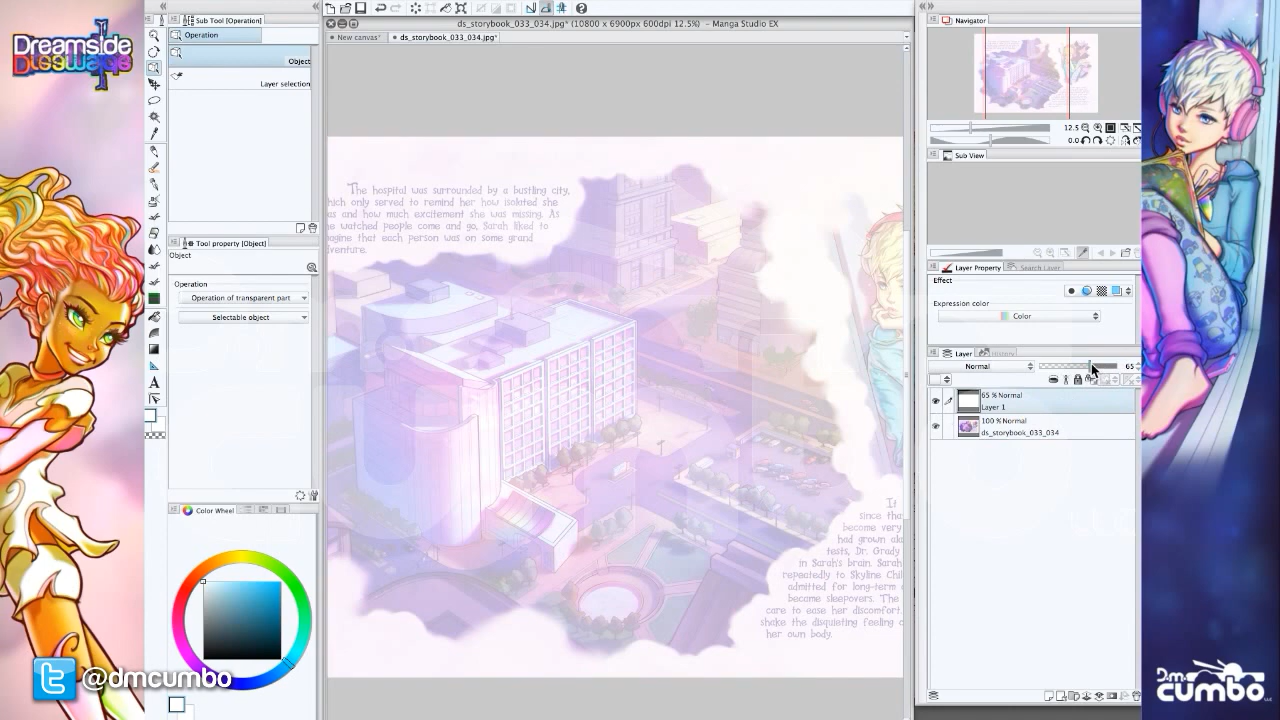 Dreamside
Dusswaqe
Sub Tool [Operation]
Operation
Object
Layer selection
Tool property [Object]
Object
Operation
Operation of transparent part
Selectable object
Color Wheel
@dmcumbo
ds_storybook_033_034.jpg* (10800 x 6900px 600dpi 12.5%) – Manga Studio EX
New canvas*
ds_storybook_033_034.jpg*
The hospital was surrounded by a bustling city,
hich only served to remind her how isolated she
as and how much excitement she was missing. As
e watched people come and go, Sarah liked to
agine that each person was on some grand
venture.
If
since tha
become very
had grown ala
tests, Dr. Grady
in Sarah's brain. Sarah
repeatedly to Skyline Chil
admitted for long-term
became sleepovers. The
care to ease her discomfort.
shake the disquieting feeling
her own body.
Navigator
12.5
0.0
Sub View
Layer Property
Search Layer
Effect
Expression color
Color
Layer
History
Normal
65
65 % Normal
Layer 1
100 % Normal
ds_storybook_033_034
D.m.
cumbo